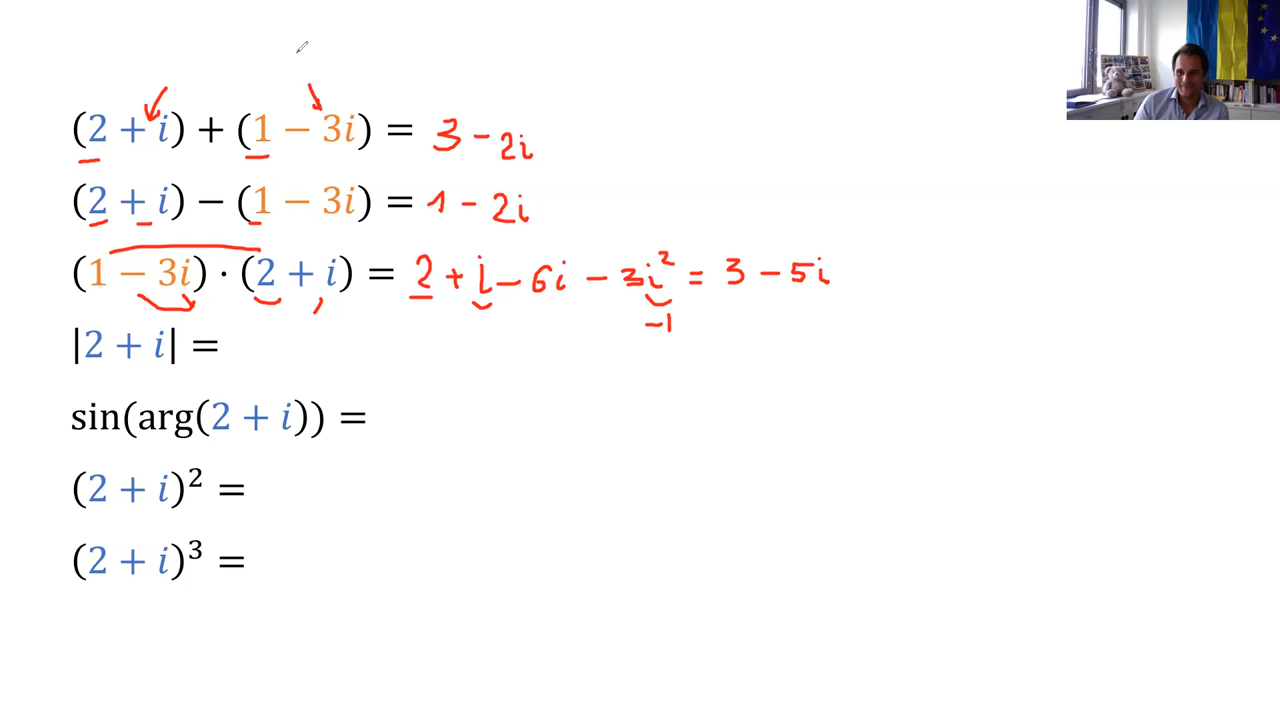 (2 + i) + (1 − 3i) = 3 - 2i
(2 + i) − (1 − 3i) = 1 - 2i
(1 − 3i) · (2 + i) = 2 + i - 6i - 3i² = 3 - 5i
-1
|2 + i| =
sin(arg(2 + i)) =
(2 + i)² =
(2 + i)³ =